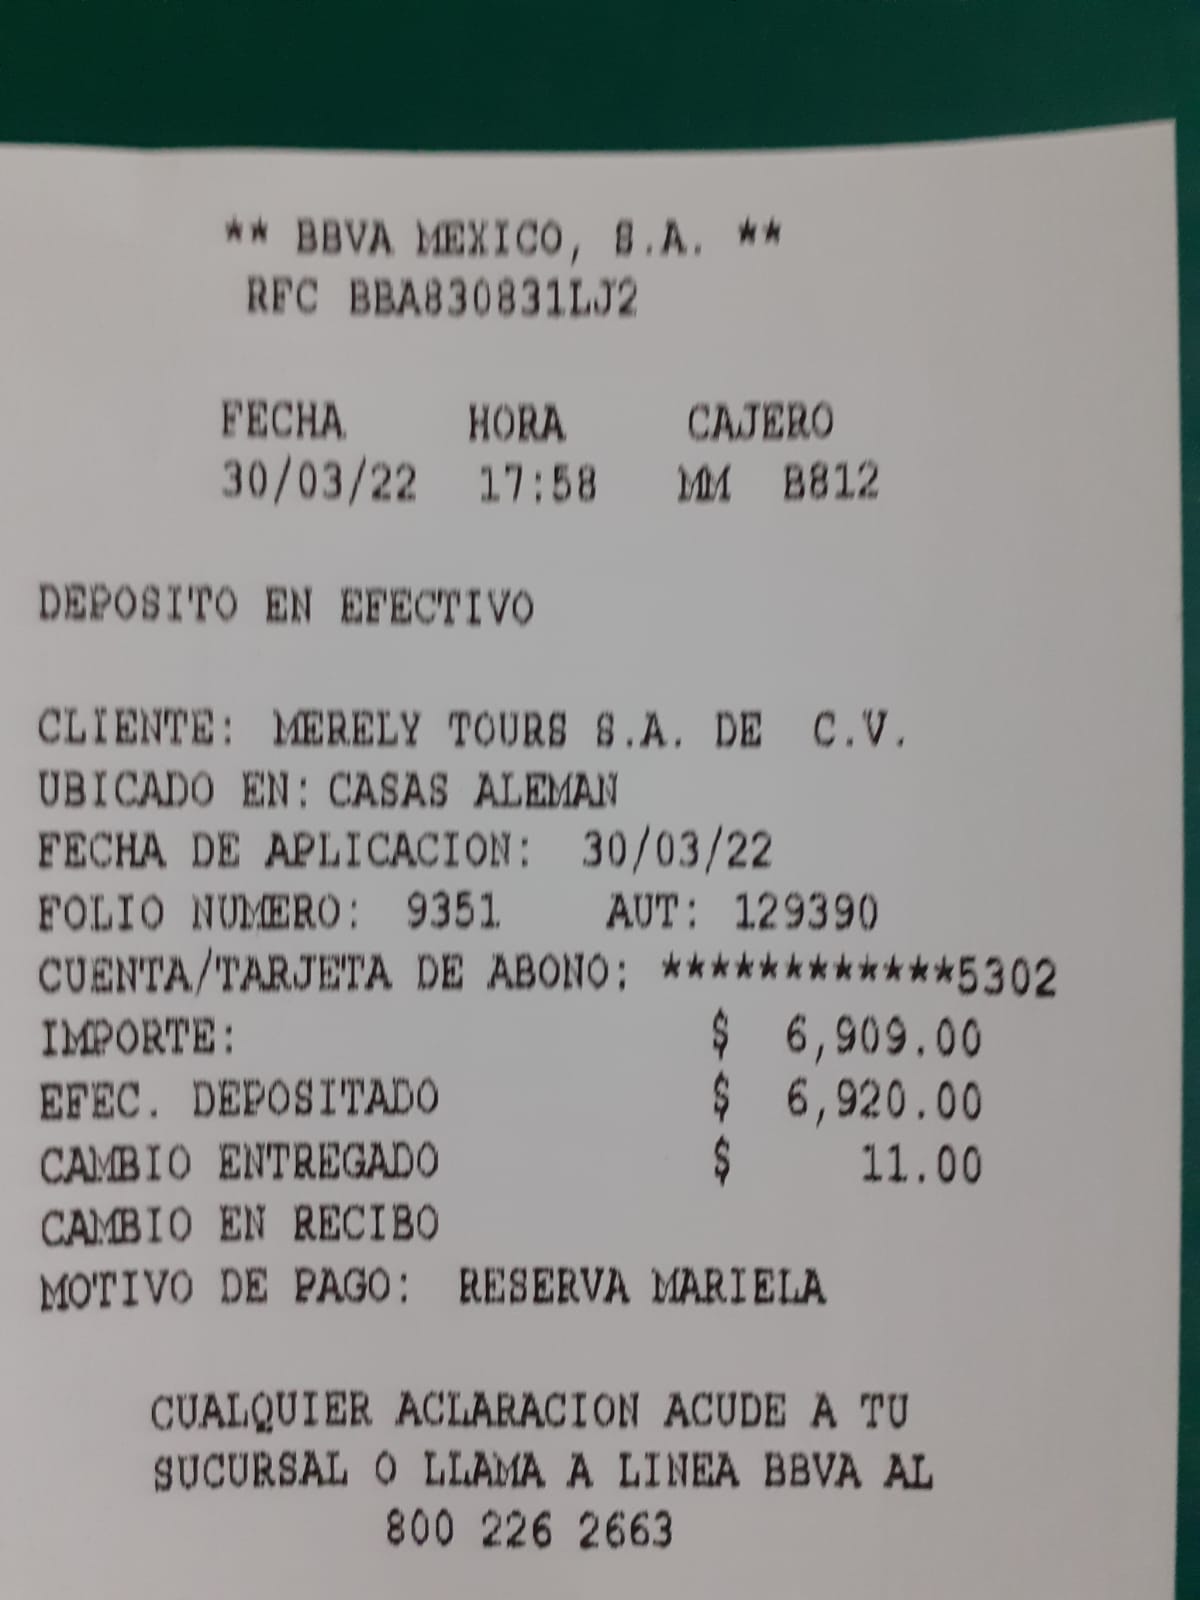 ** BBVA MEXICO, S.A. **
RFC BBA830831LJ2
FECHA HORA CAJERO
30/03/22 17:58 MM B812
DEPOSITO EN EFECTIVO
CLIENTE: MERELY TOURS S.A. DE C.V.
UBICADO EN: CASAS ALEMAN
FECHA DE APLICACION: 30/03/22
FOLIO NUMERO: 9351 AUT: 129390
CUENTA/TARJETA DE ABONO: ************5302
IMPORTE: $ 6,909.00
EFEC. DEPOSITADO $ 6,920.00
CAMBIO ENTREGADO $ 11.00
CAMBIO EN RECIBO
MOTIVO DE PAGO: RESERVA MARIELA
CUALQUIER ACLARACION ACUDE A TU
SUCURSAL O LLAMA A LINEA BBVA AL
800 226 2663